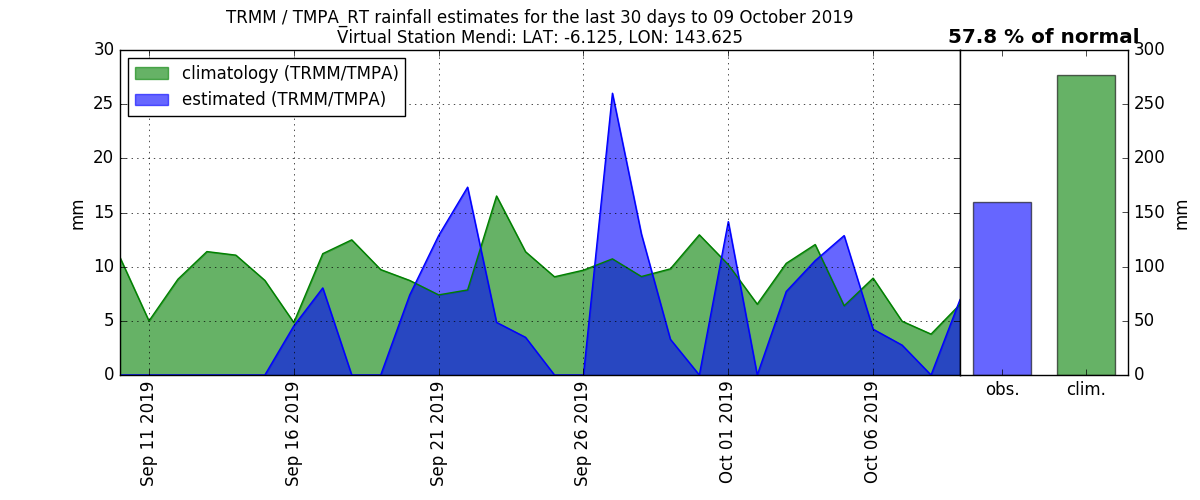 TRMM / TMPA_RT rainfall estimates for the last 30 days to 09 October 2019
Virtual Station Mendi: LAT: -6.125, LON: 143.625
57.8 % of normal
climatology (TRMM/TMPA)
estimated (TRMM/TMPA)
30
25
20
15
10
5
0
mm
Sep 11 2019
Sep 16 2019
Sep 21 2019
Sep 26 2019
Oct 01 2019
Oct 06 2019
300
250
200
150
100
50
0
mm
obs.
clim.